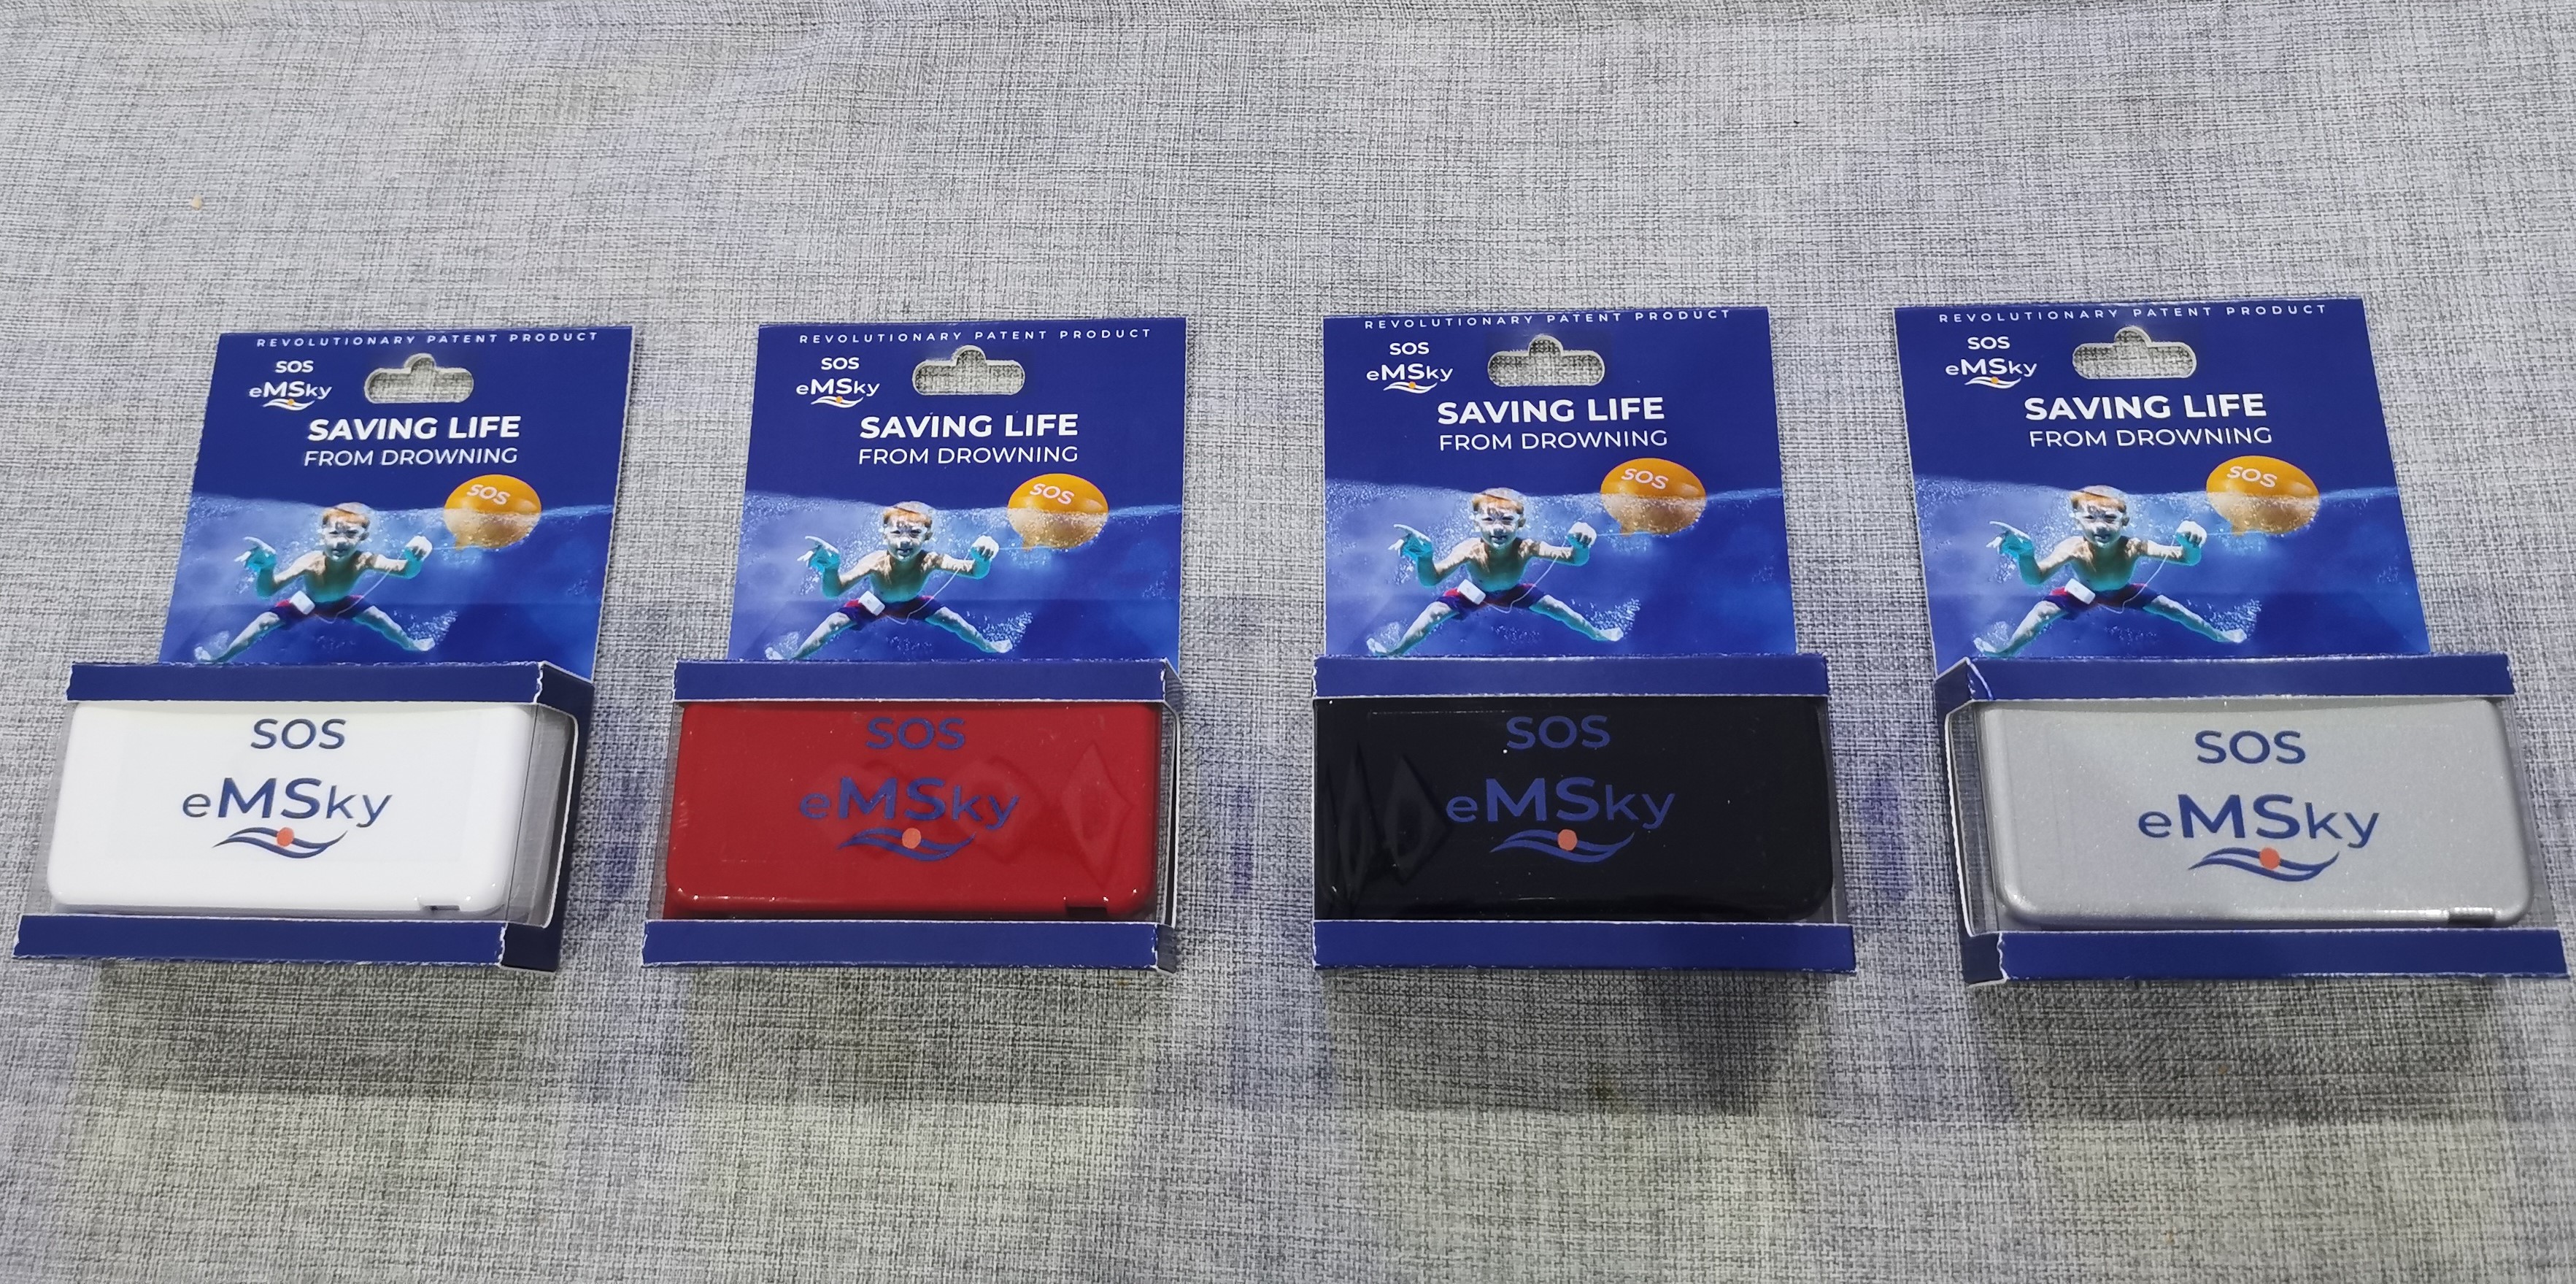 REVOLUTIONARY PATENT PRODUCT
SOS
eMSky
SAVING LIFE
FROM DROWNING
SOS
SOS
eMSky
REVOLUTIONARY PATENT PRODUCT
SOS
eMSky
SAVING LIFE
FROM DROWNING
SOS
SOS
eMSky
REVOLUTIONARY PATENT PRODUCT
SOS
eMSky
SAVING LIFE
FROM DROWNING
SOS
SOS
eMSky
REVOLUTIONARY PATENT PRODUCT
SOS
eMSky
SAVING LIFE
FROM DROWNING
SOS
SOS
eMSky